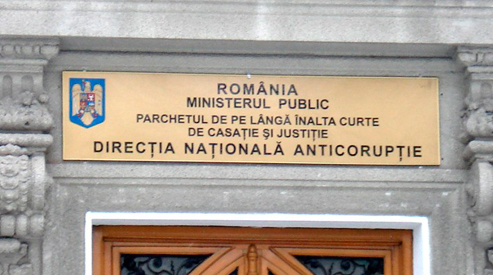 ROMÂNIA
MINISTERUL PUBLIC
PARCHETUL DE PE LÂNGĂ ÎNALTA CURTE
DE CASAȚIE ȘI JUSTIȚIE
DIRECȚIA NAȚIONALĂ ANTICORUPȚIE